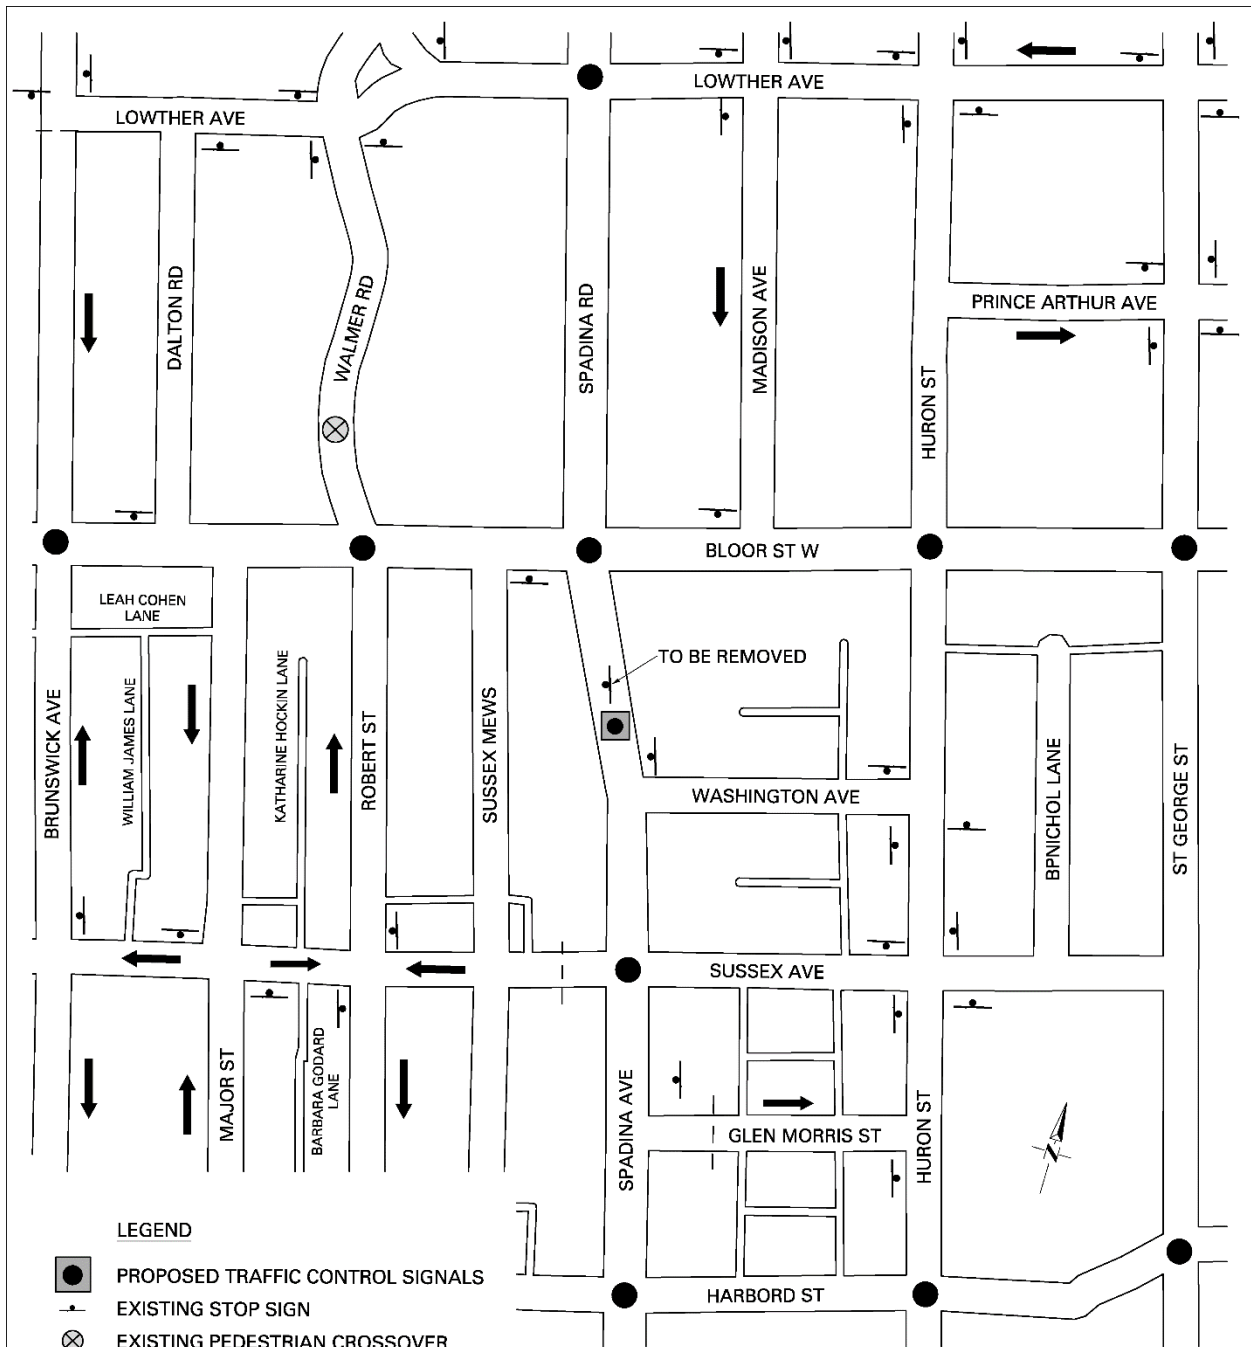 LOWTHER AVE
LOWTHER AVE
DALTON RD
WALMER RD
SPADINA RD
MADISON AVE
HURON ST
PRINCE ARTHUR AVE
BLOOR ST W
LEAH COHEN
LANE
BRUNSWICK AVE
WILLIAM JAMES LANE
KATHARINE HOCKIN LANE
ROBERT ST
SUSSEX MEWS
TO BE REMOVED
WASHINGTON AVE
BPNICHOL LANE
ST GEORGE ST
SUSSEX AVE
MAJOR ST
BARBARA GODARD
LANE
SPADINA AVE
GLEN MORRIS ST
HURON ST
N
HARBORD ST
LEGEND
PROPOSED TRAFFIC CONTROL SIGNALS
EXISTING STOP SIGN
EXISTING PEDESTRIAN CROSSOVER